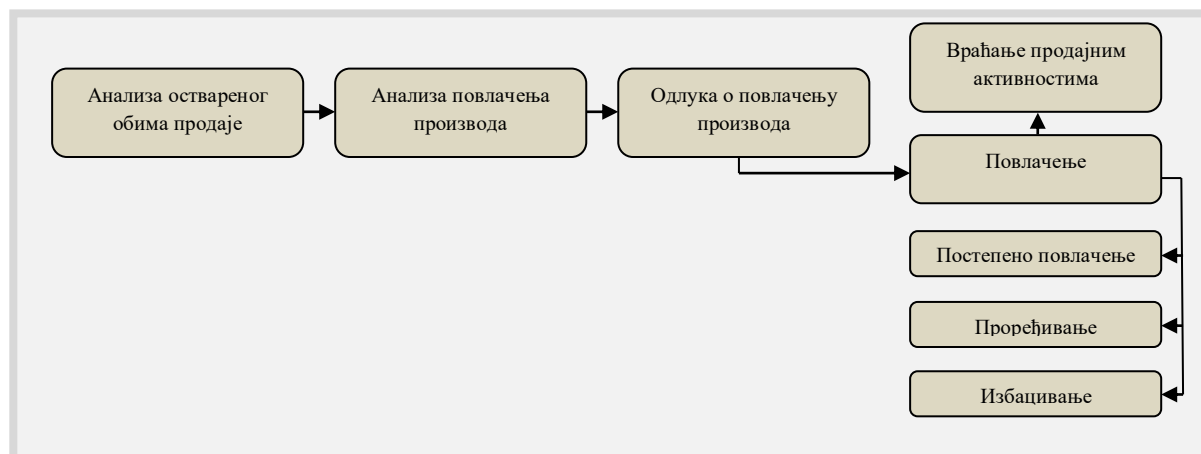 Анализа оствареног
обима продаје
Анализа повлачења
производа
Одлука о повлачењу
производа
Враћање продајним
активностима
Повлачење
Постепено повлачење
Проређивање
Избацивање